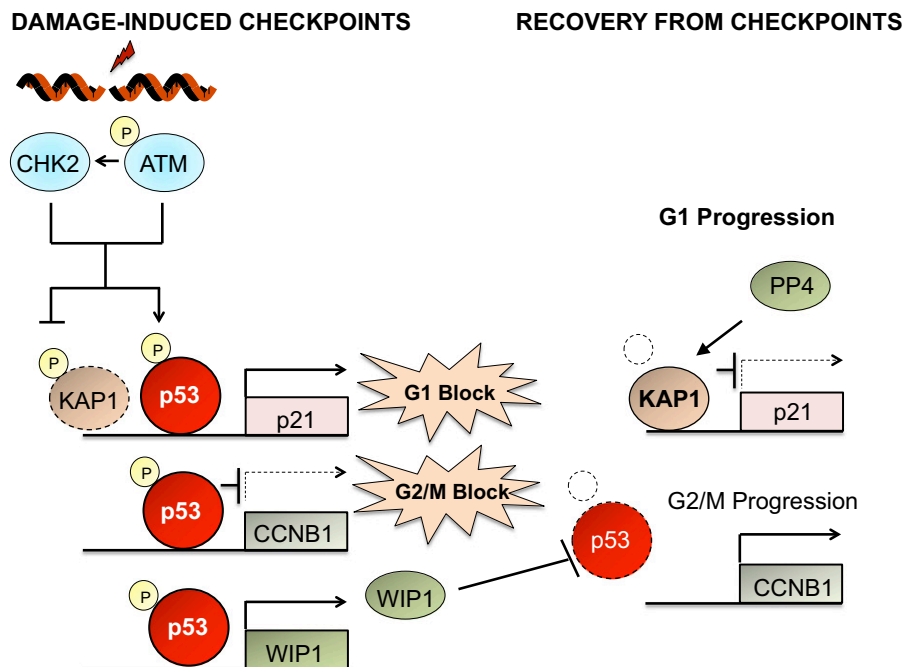 DAMAGE-INDUCED CHECKPOINTS
RECOVERY FROM CHECKPOINTS
P
CHK2
ATM
G1 Progression
PP4
P
P
KAP1
p53
p21
G1 Block
KAP1
p21
P
p53
CCNB1
G2/M Block
p53
G2/M Progression
CCNB1
P
p53
WIP1
WIP1